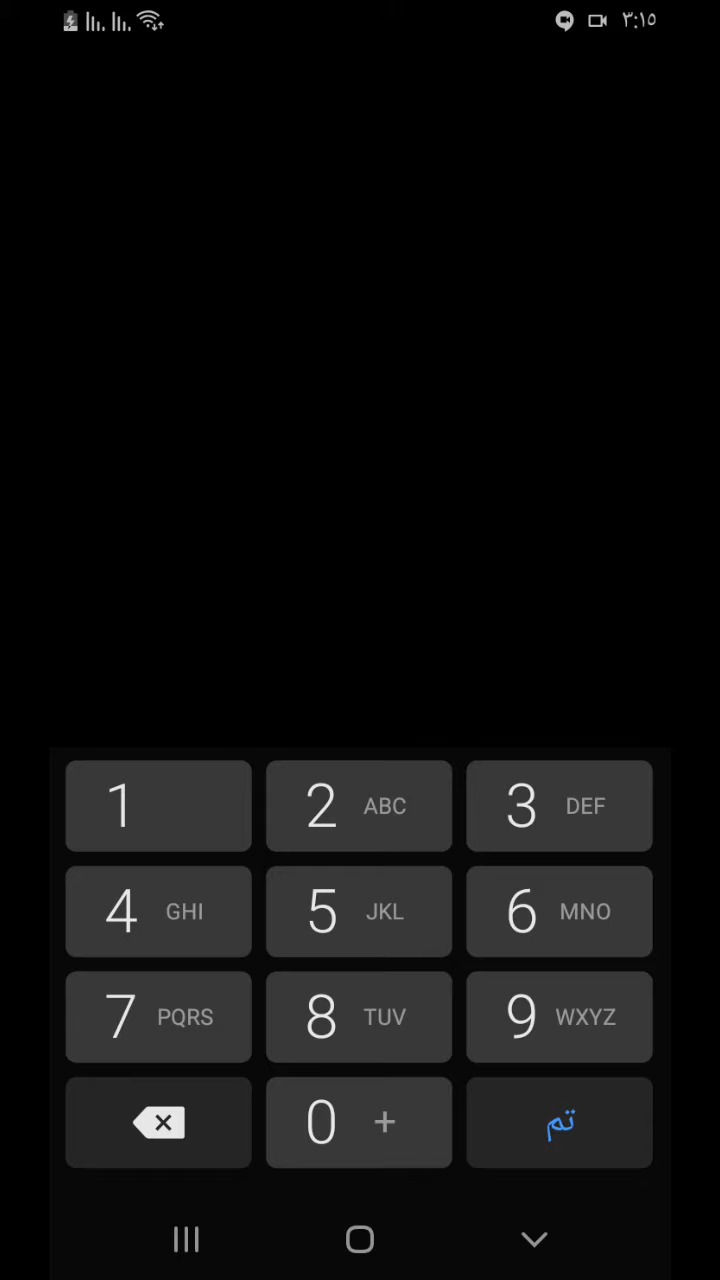 ٣:١٥
1 2 ABC 3 DEF
4 GHI 5 JKL 6 MNO
7 PQRS 8 TUV 9 WXYZ
0 + تم